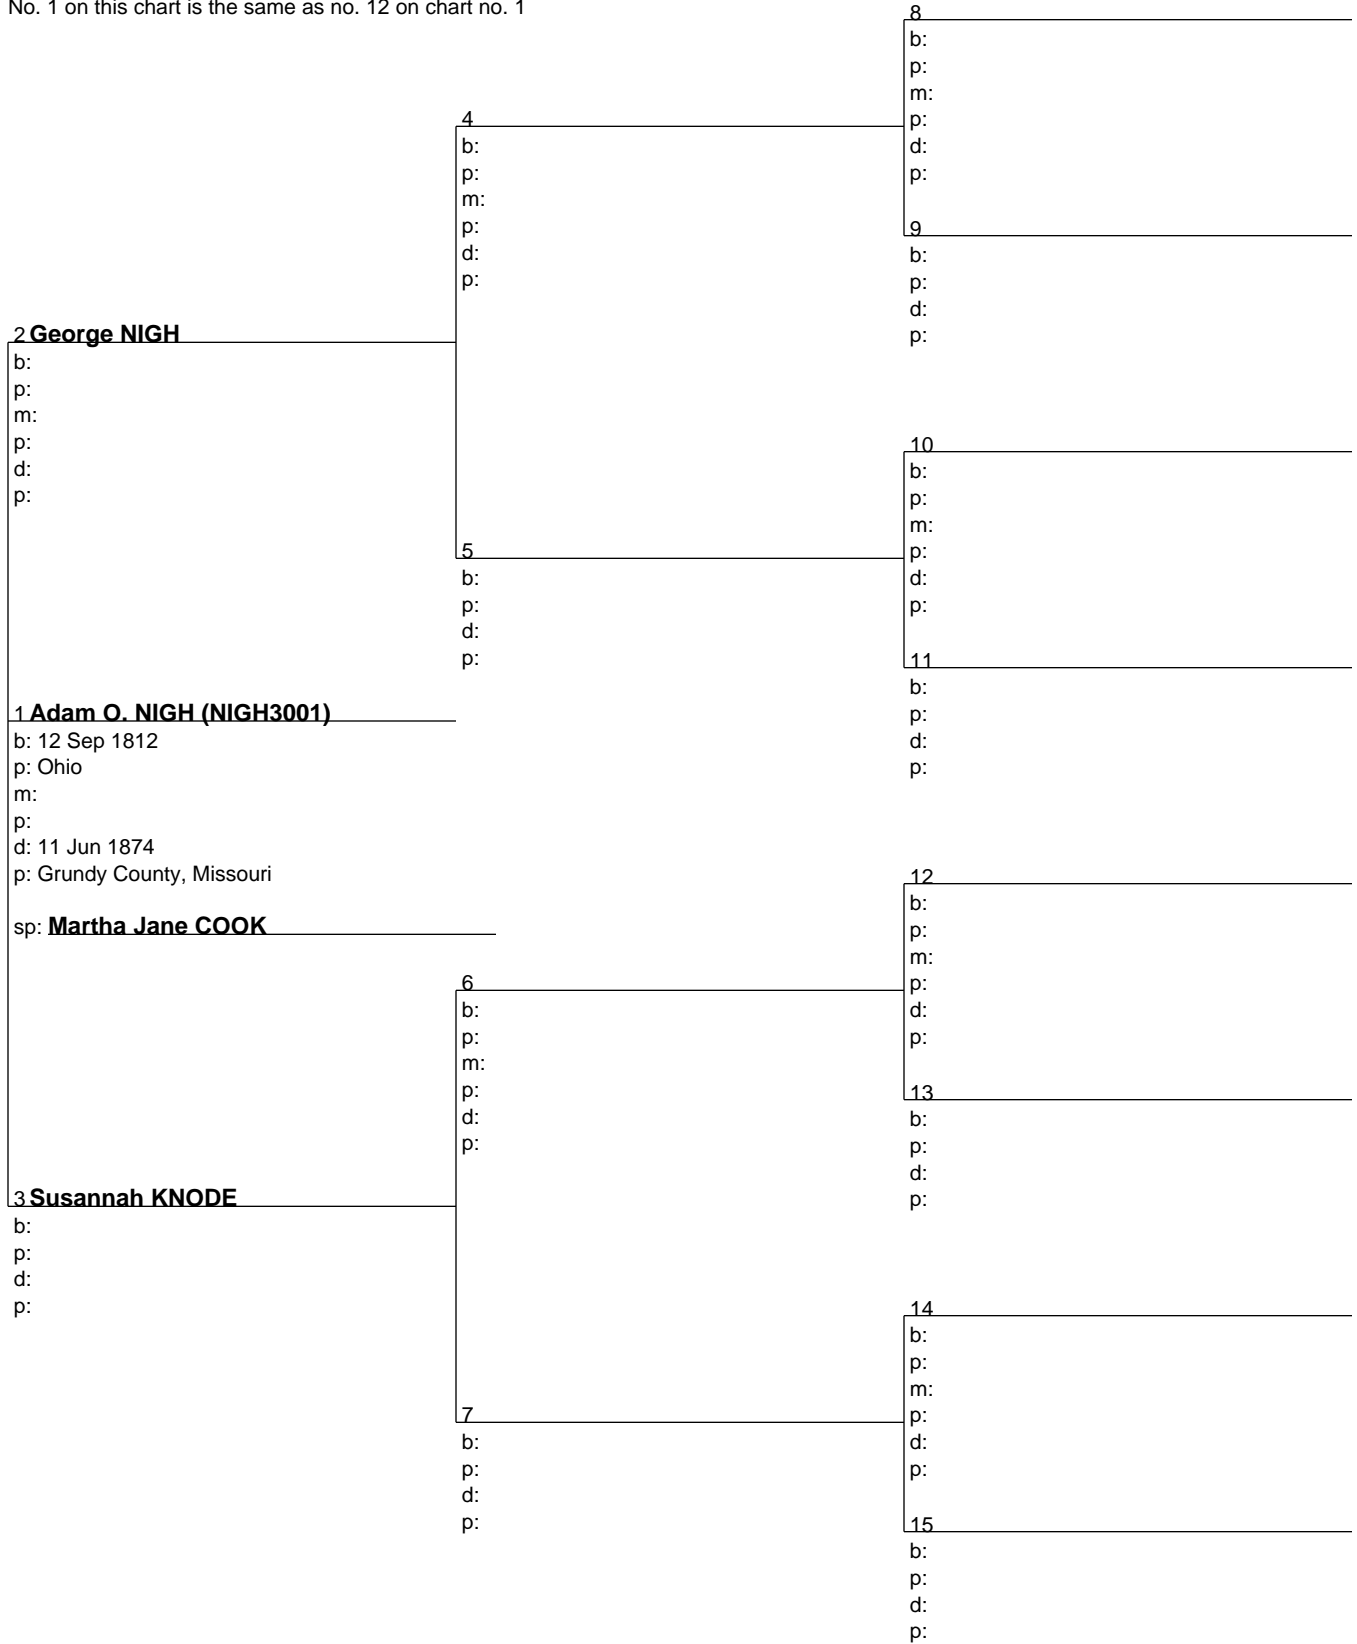 No. 1 on this chart is the same as no. 12 on chart no. 1
2 George NIGH
b:
p:
m:
p:
d:
p:
1 Adam O. NIGH (NIGH3001)
b: 12 Sep 1812
p: Ohio
m:
p:
d: 11 Jun 1874
p: Grundy County, Missouri
sp: Martha Jane COOK
3 Susannah KNODE
b:
p:
d:
p:
4
b:
p:
m:
p:
d:
p:
5
b:
p:
d:
p:
6
b:
p:
m:
p:
d:
p:
7
b:
p:
d:
p:
8
b:
p:
m:
p:
d:
p:
9
b:
p:
d:
p:
10
b:
p:
m:
p:
d:
p:
11
b:
p:
d:
p:
12
b:
p:
m:
p:
d:
p:
13
b:
p:
d:
p:
14
b:
p:
m:
p:
d:
p:
15
b:
p:
d:
p: